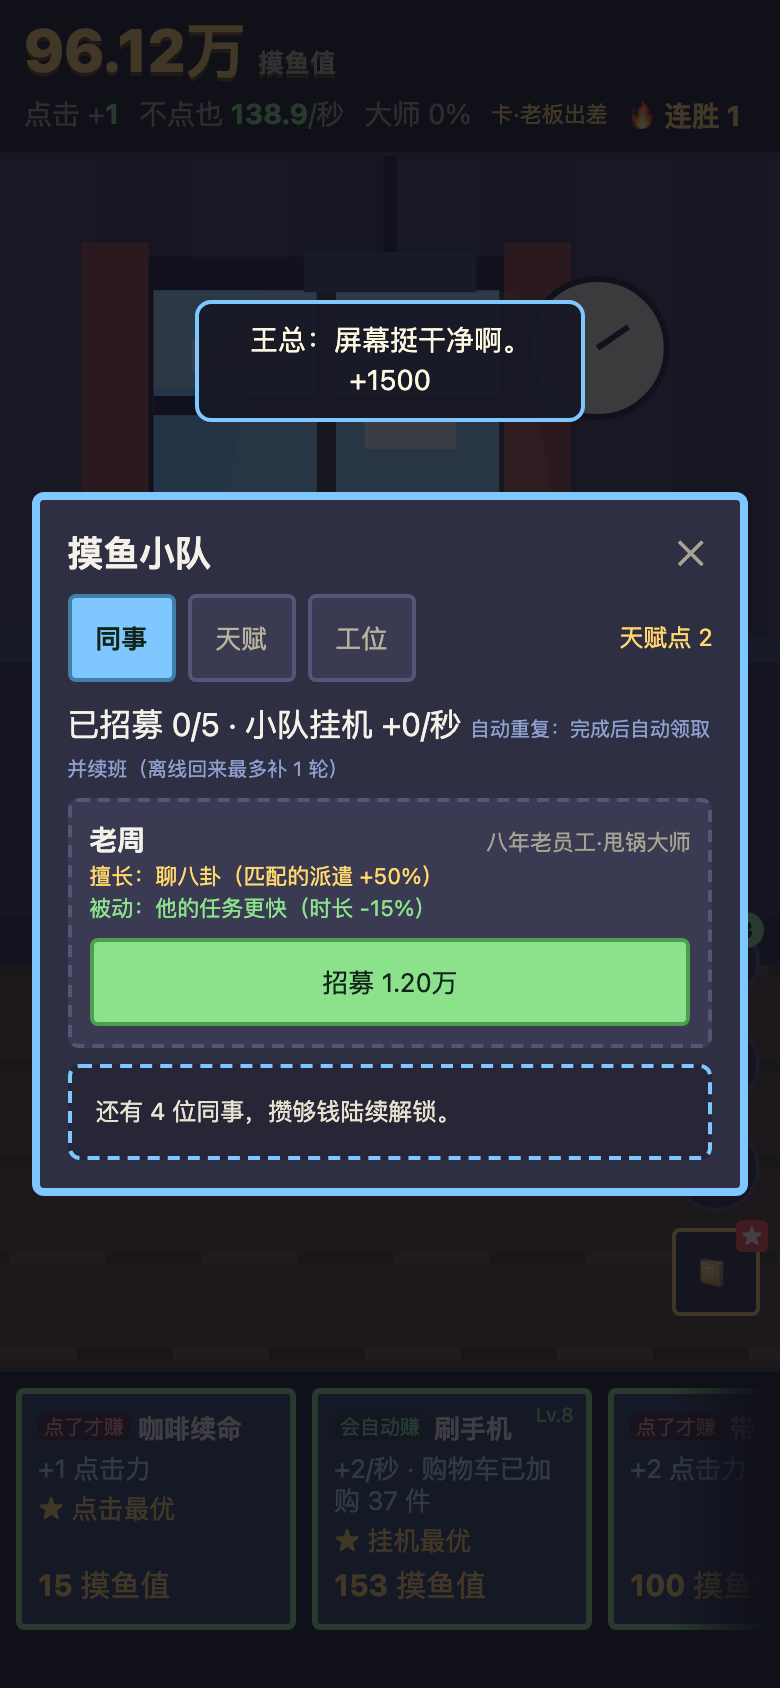 96.12万 摸鱼值
点击 +1 不点也 138.9/秒 大师 0% 卡·老板出差 🔥 连胜 1
王总：屏幕挺干净啊。
+1500
摸鱼小队
同事 天赋 工位 天赋点 2
已招募 0/5 · 小队挂机 +0/秒 自动重复：完成后自动领取
并续班（离线回来最多补 1 轮）
老周 八年老员工·甩锅大师
擅长：聊八卦（匹配的派遣 +50%）
被动：他的任务更快（时长 -15%）
招募 1.20万
还有 4 位同事，攒够钱陆续解锁。
点了才赚 咖啡续命
+1 点击力
★ 点击最优
15 摸鱼值
会自动赚 刷手机 Lv.8
+2/秒 · 购物车已加
购 37 件
★ 挂机最优
153 摸鱼值
点了才赚 带
+2 点击力
100 摸鱼